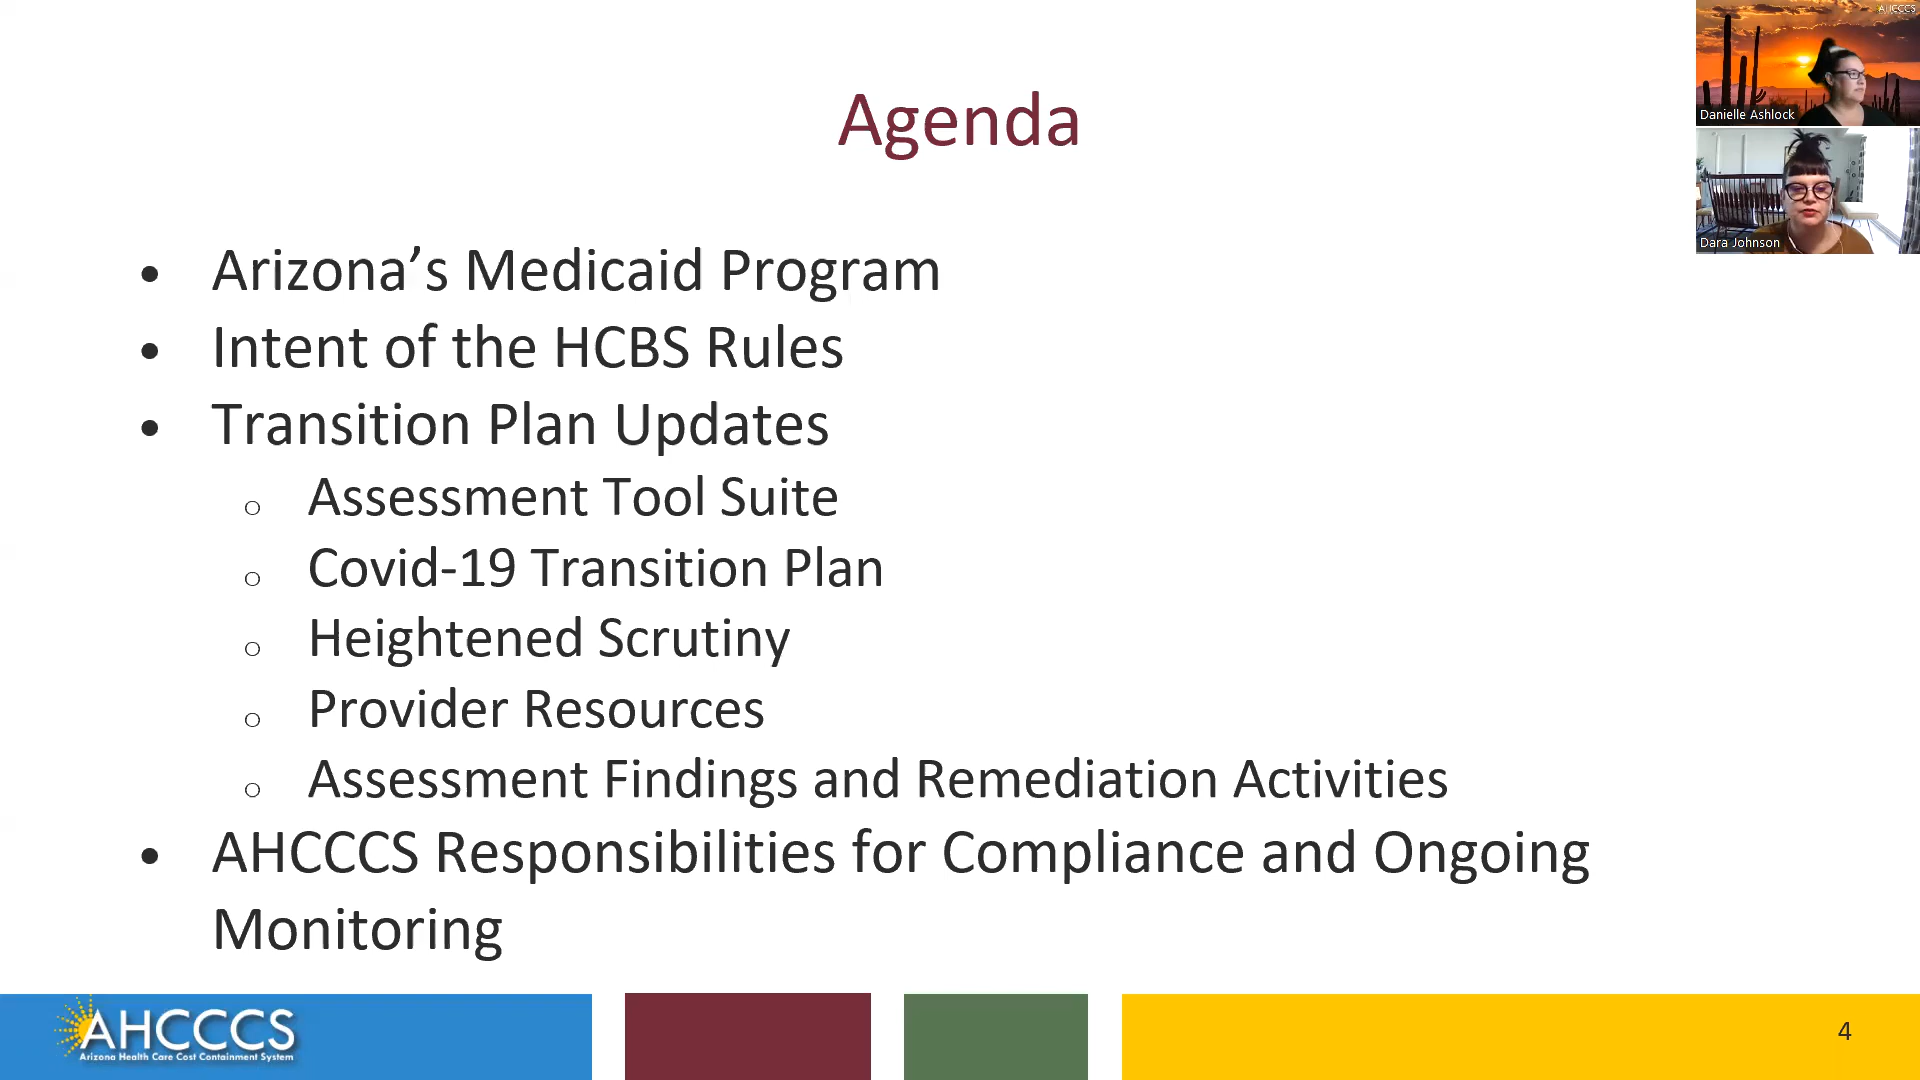 Agenda
• Arizona’s Medicaid Program
• Intent of the HCBS Rules
• Transition Plan Updates
o Assessment Tool Suite
o Covid-19 Transition Plan
o Heightened Scrutiny
o Provider Resources
o Assessment Findings and Remediation Activities
• AHCCCS Responsibilities for Compliance and Ongoing
Monitoring
AHCCCS
Danielle Ashlock
Dara Johnson
AHCCCS
Arizona Health Care Cost Containment System
4